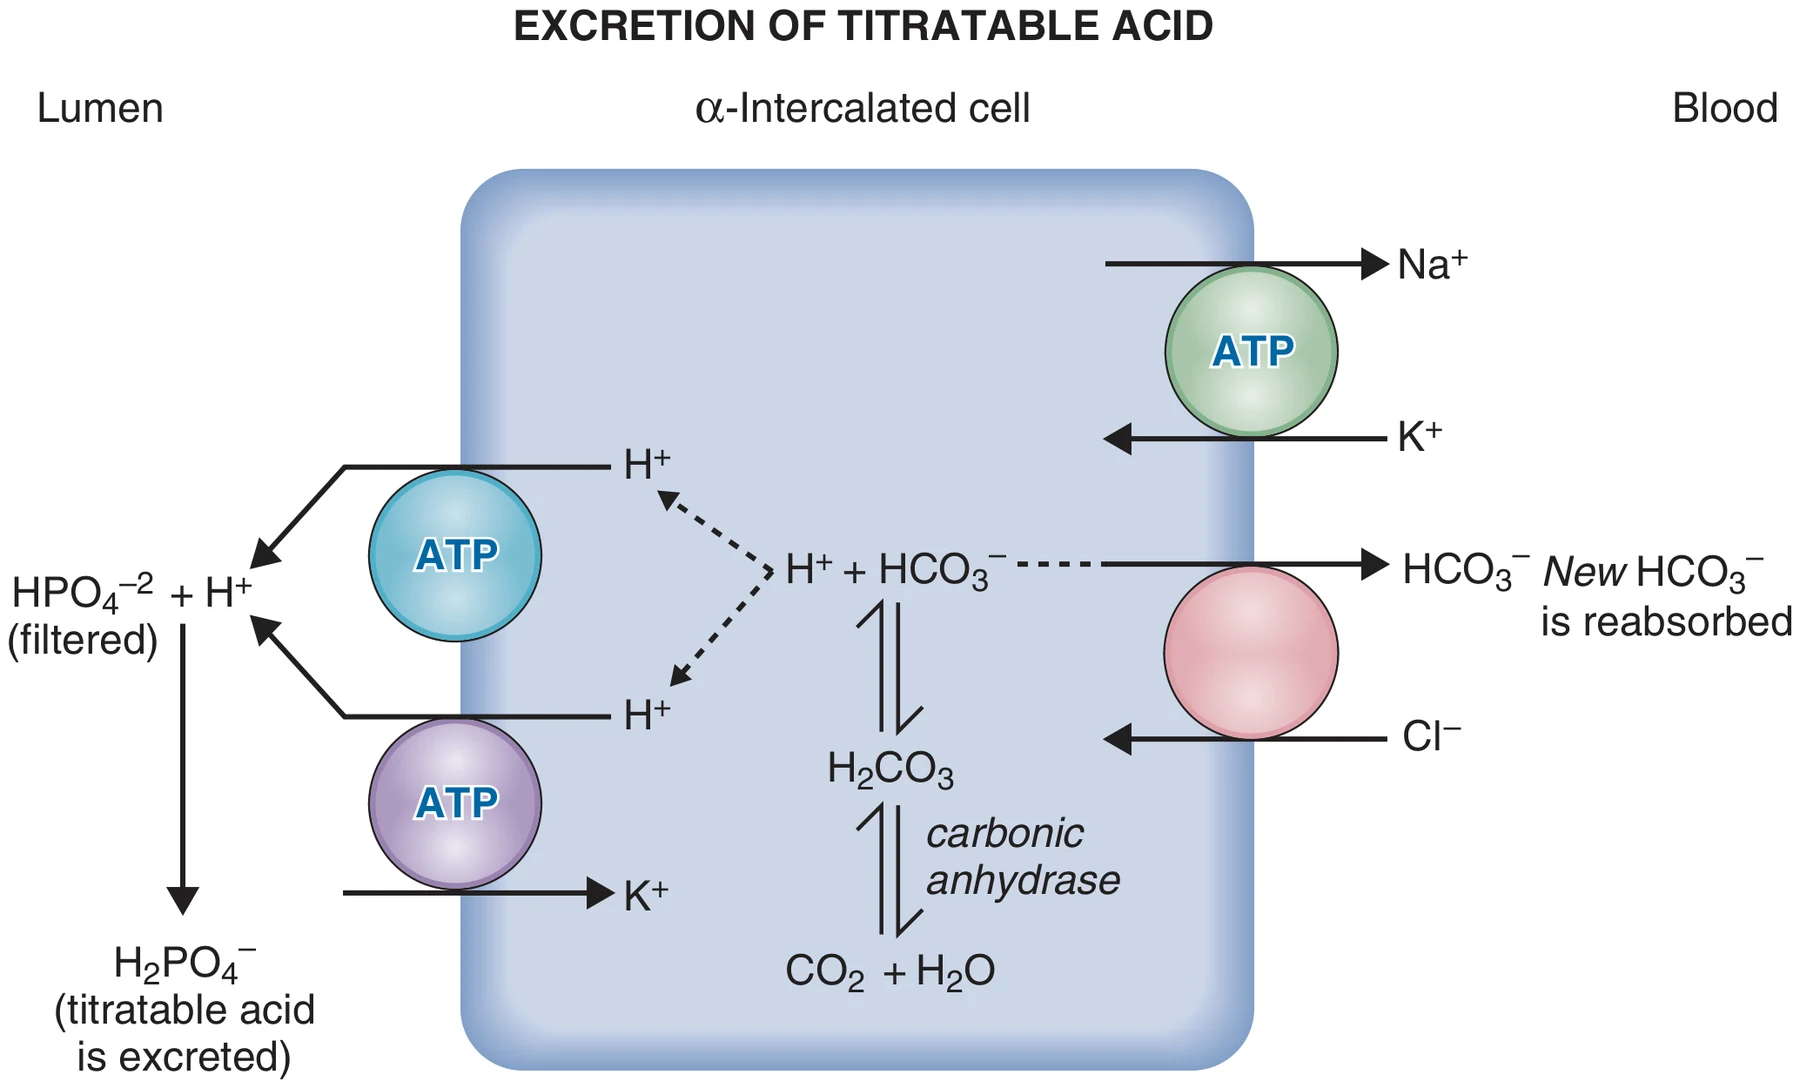 EXCRETION OF TITRATABLE ACID
Lumen
α-Intercalated cell
Blood
Na⁺
ATP
K⁺
H⁺
ATP
HPO₄⁻² + H⁺
(filtered)
H⁺ + HCO₃⁻
HCO₃⁻ New HCO₃⁻
is reabsorbed
H⁺
Cl⁻
H₂CO₃
ATP
carbonic
anhydrase
K⁺
H₂PO₄⁻
(titratable acid
is excreted)
CO₂ + H₂O